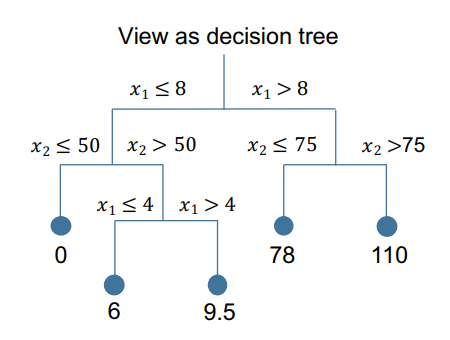 View as decision tree
x₁ ≤ 8 x₁ > 8
x₂ ≤ 50 x₂ > 50 x₂ ≤ 75 x₂ >75
x₁ ≤ 4 x₁ > 4
0 78 110
6 9.5